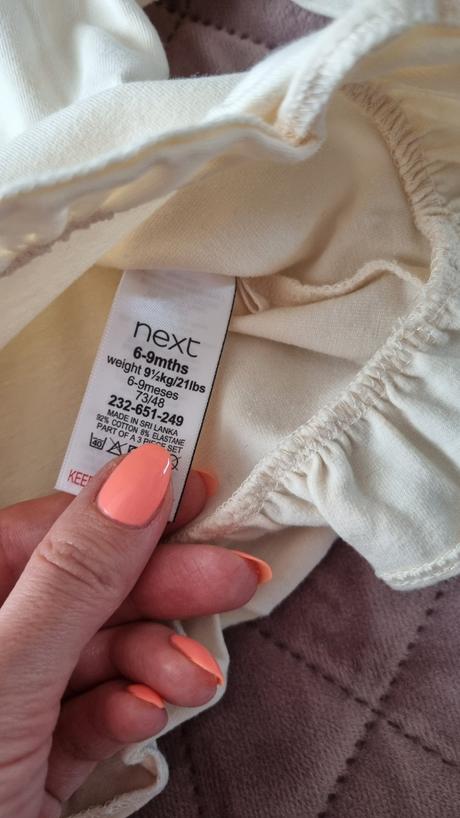 next
6-9mths
weight 9½kg/21lbs
6-9meses
73/48
232-651-249
MADE IN SRI LANKA
92% COTTON 8% ELASTANE
PART OF A 3 PIECE SET
40